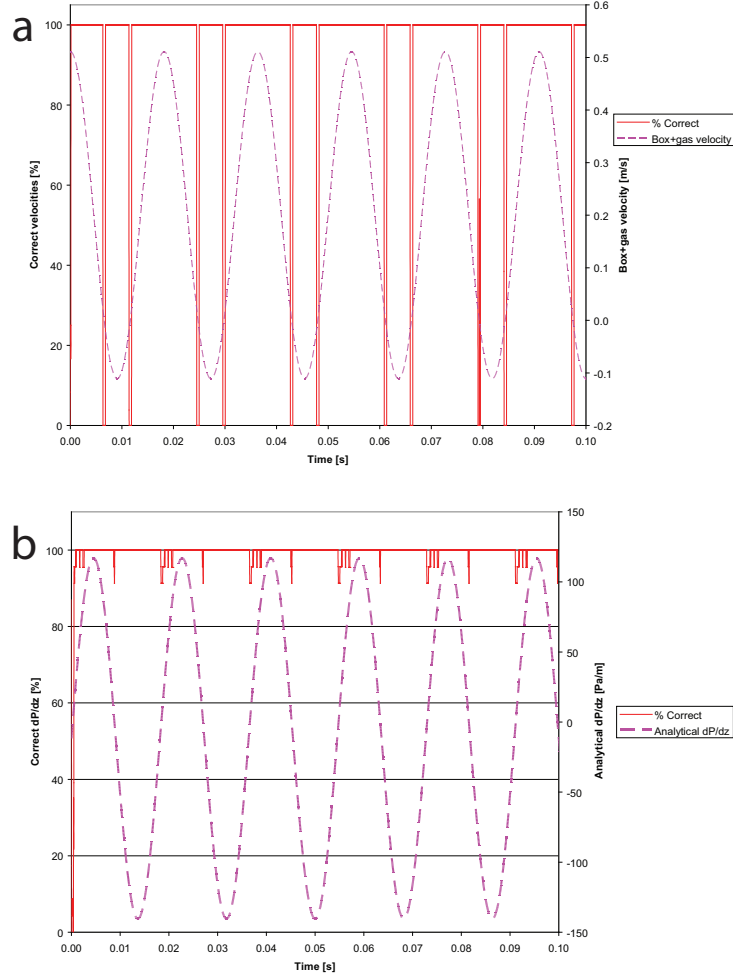 a
100
80
60
40
20
0
Correct velocities [%]
0.6
0.5
0.4
0.3
0.2
0.1
0.0
-0.1
-0.2
Box+gas velocity [m/s]
0.00 0.01 0.02 0.03 0.04 0.05 0.06 0.07 0.08 0.09 0.10
Time [s]
% Correct
Box+gas velocity
b
100
80
60
40
20
0
Correct dP/dz [%]
150
100
50
0
-50
-100
-150
Analytical dP/dz [Pa/m]
0.00 0.01 0.02 0.03 0.04 0.05 0.06 0.07 0.08 0.09 0.10
Time [s]
% Correct
Analytical dP/dz